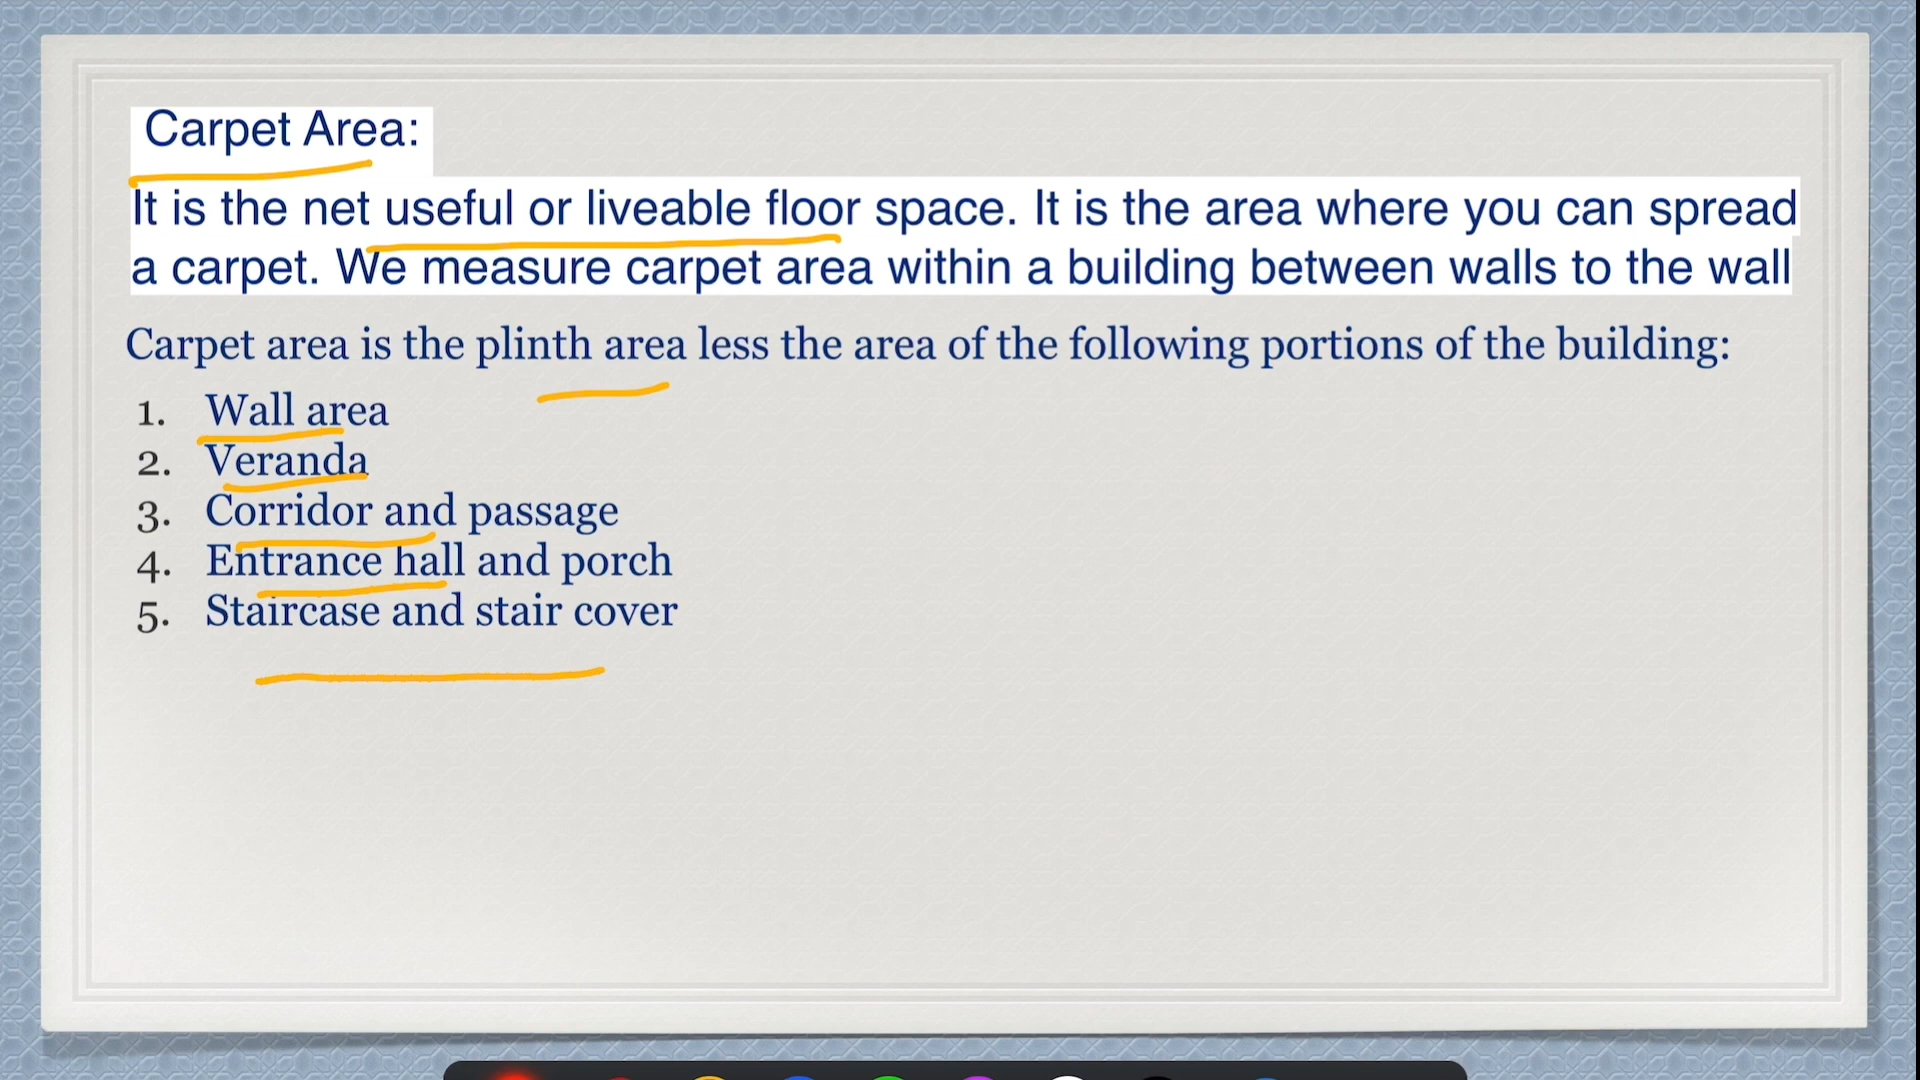 Carpet Area:
It is the net useful or liveable floor space. It is the area where you can spread
a carpet. We measure carpet area within a building between walls to the wall
Carpet area is the plinth area less the area of the following portions of the building:
1. Wall area
2. Veranda
3. Corridor and passage
4. Entrance hall and porch
5. Staircase and stair cover